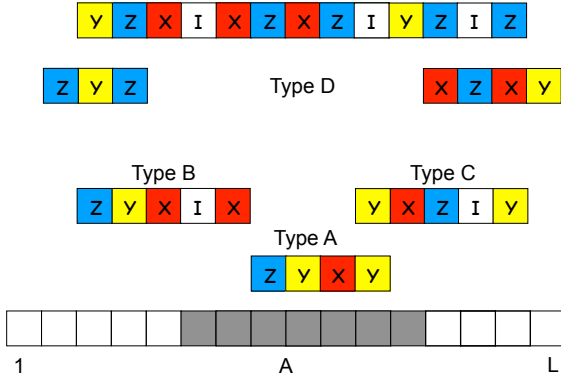 Y Z X I X Z X Z I Y Z I Z
Z Y Z Type D X Z X Y
Type B Type C
Z Y X I X Y X Z I Y
Type A
Z Y X Y
1 A L